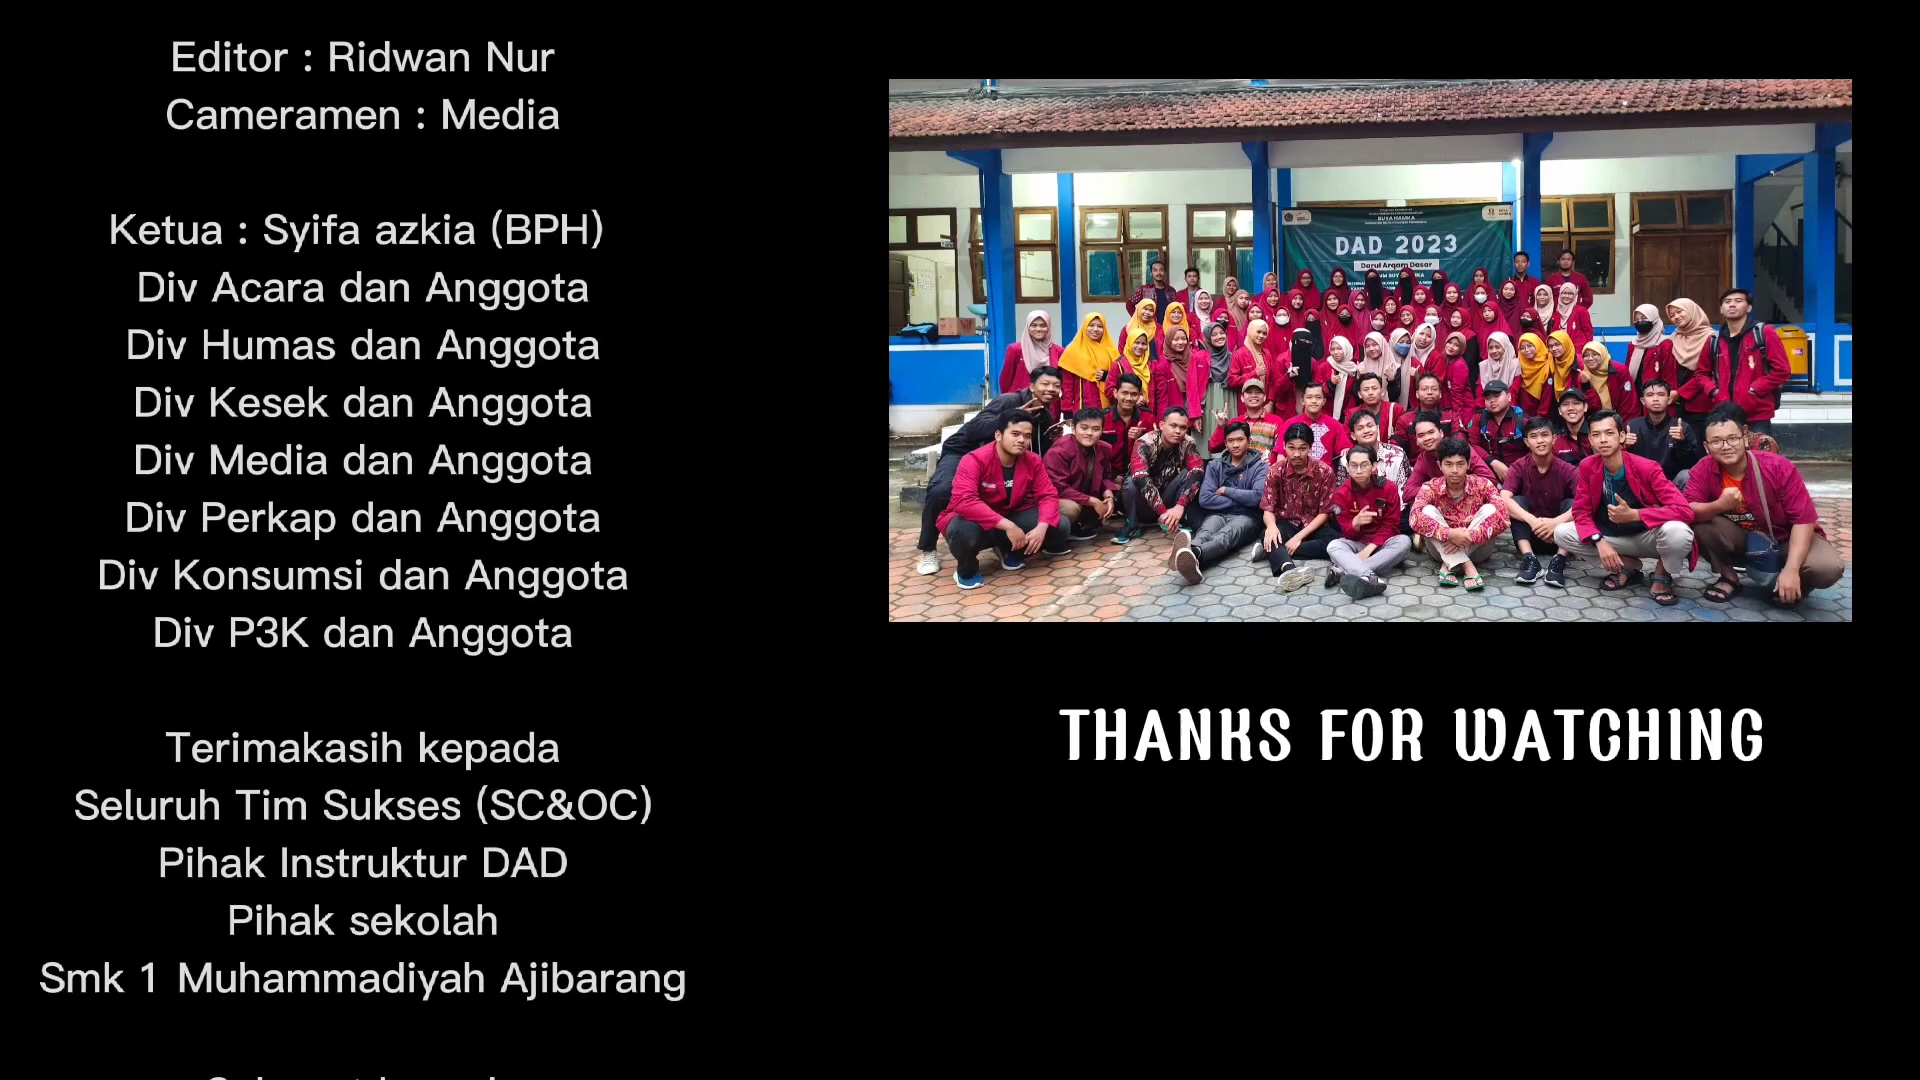 Editor : Ridwan Nur
Cameramen : Media
Ketua : Syifa azkia (BPH)
Div Acara dan Anggota
Div Humas dan Anggota
Div Kesek dan Anggota
Div Media dan Anggota
Div Perkap dan Anggota
Div Konsumsi dan Anggota
Div P3K dan Anggota
Terimakasih kepada
Seluruh Tim Sukses (SC&OC)
Pihak Instruktur DAD
Pihak sekolah
Smk 1 Muhammadiyah Ajibarang
BUYA HAMKA
DAD 2023
Darul Arqam Dasar
THANKS FOR WATCHING